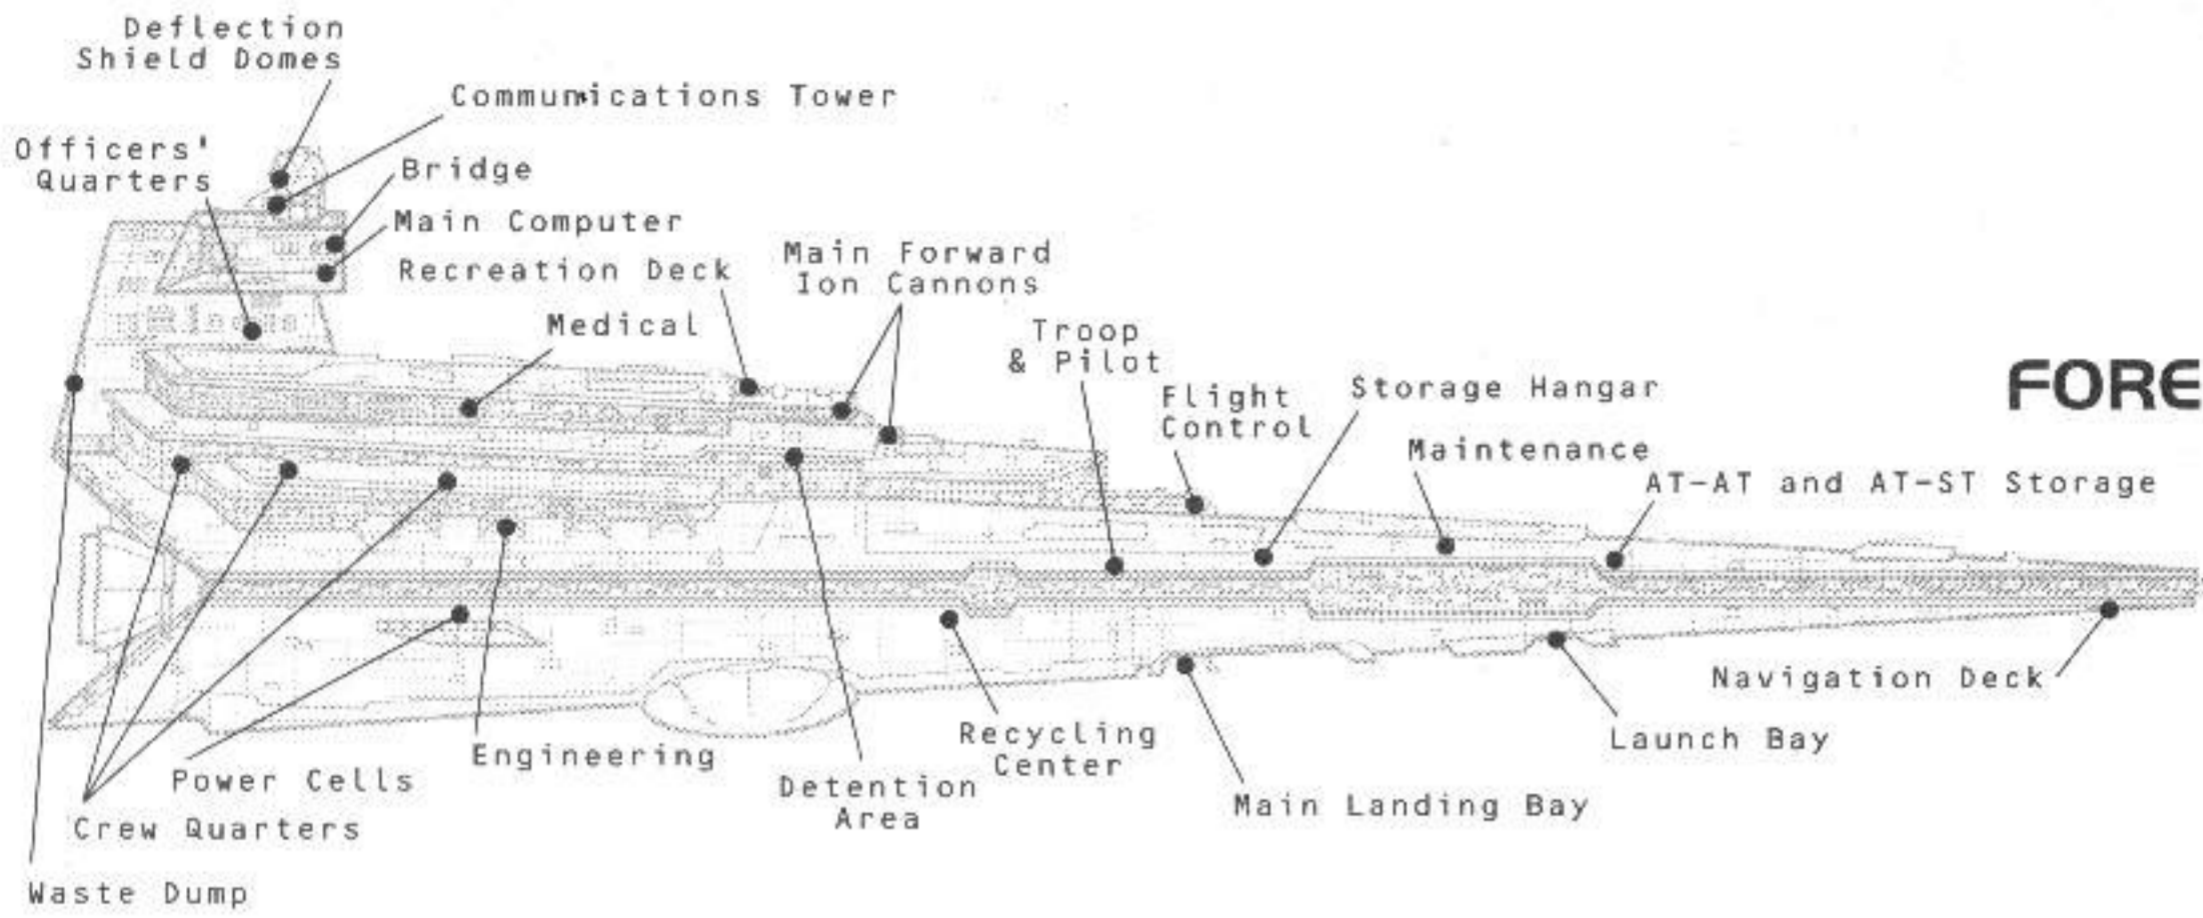 Deflection
Shield Domes
Communications Tower
Officers'
Quarters
Bridge
Main Computer
Recreation Deck
Main Forward
Ion Cannons
Medical
Troop
& Pilot
Flight
Control
Storage Hangar
FORE
Maintenance
AT-AT and AT-ST Storage
Navigation Deck
Launch Bay
Main Landing Bay
Recycling
Center
Detention
Area
Engineering
Power Cells
Crew Quarters
Waste Dump